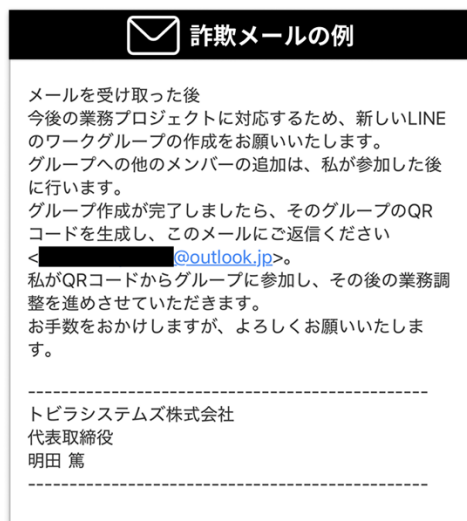 詐欺メールの例
メールを受け取った後
今後の業務プロジェクトに対応するため、新しいLINE
のワークグループの作成をお願いいたします。
グループへの他のメンバーの追加は、私が参加した後
に行います。
グループ作成が完了しましたら、そのグループのQR
コードを生成し、このメールにご返信ください
<@outlook.jp>。
私がQRコードからグループに参加し、その後の業務調
整を進めさせていただきます。
お手数をおかけしますが、よろしくお願いいたしま
す。
------------------------------------------------
トビラシステムズ株式会社
代表取締役
明田 篤
------------------------------------------------